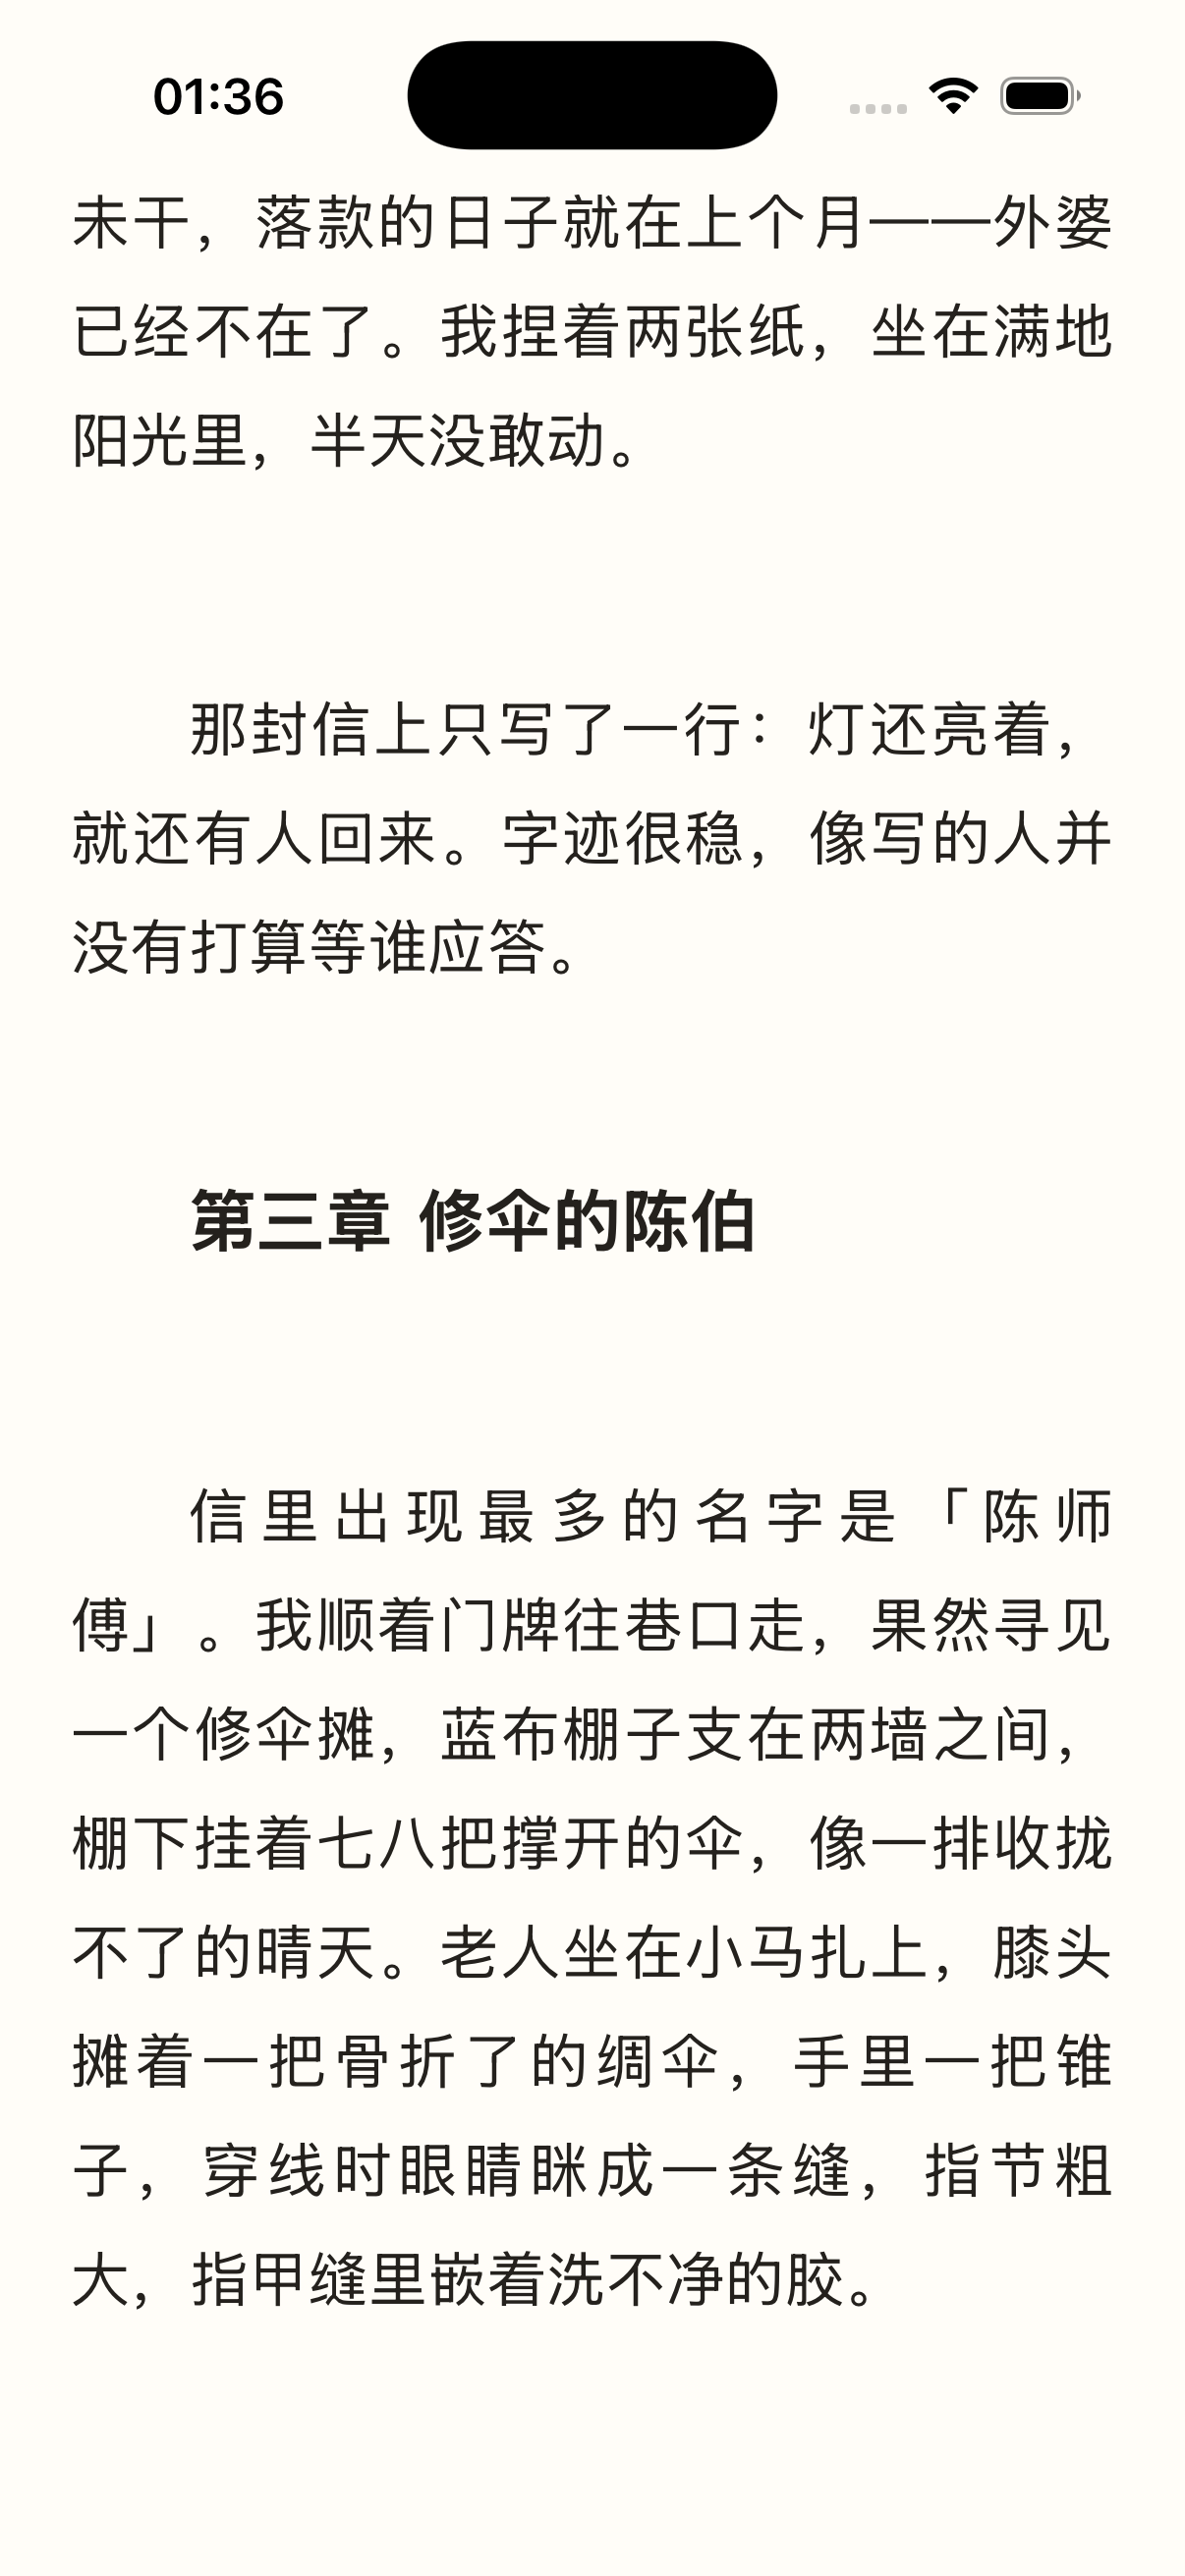 01:36
未干，落款的日子就在上个月——外婆
已经不在了。我捏着两张纸，坐在满地
阳光里，半天没敢动。
那封信上只写了一行：灯还亮着，
就还有人回来。字迹很稳，像写的人并
没有打算等谁应答。
第三章 修伞的陈伯
信里出现最多的名字是「陈师
傅」。我顺着门牌往巷口走，果然寻见
一个修伞摊，蓝布棚子支在两墙之间，
棚下挂着七八把撑开的伞，像一排收拢
不了的晴天。老人坐在小马扎上，膝头
摊着一把骨折了的绸伞，手里一把锥
子，穿线时眼睛眯成一条缝，指节粗
大，指甲缝里嵌着洗不净的胶。